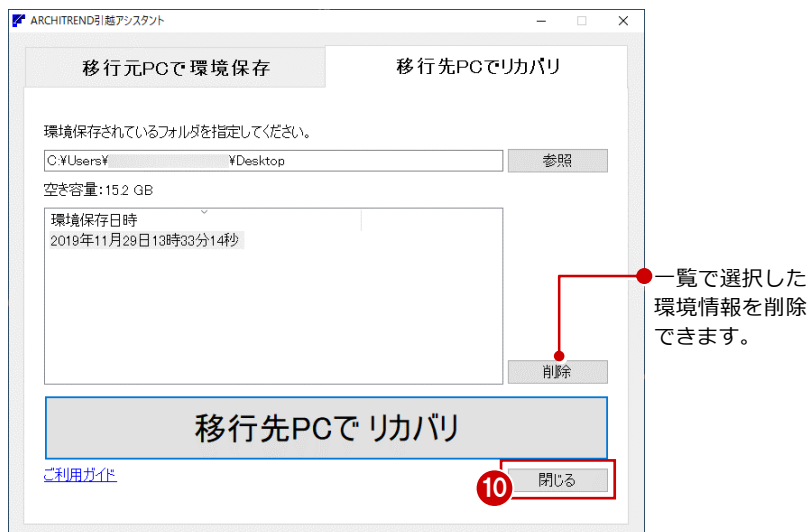 ARCHITREND引越アシスタント
移行元PCで環境保存
移行先PCでリカバリ
環境保存されているフォルダを指定してください。
C:¥Users¥ ¥Desktop
参照
空き容量:15.2 GB
環境保存日時
2019年11月29日13時33分14秒
一覧で選択した
環境情報を削除
できます。
削除
移行先PCで リカバリ
ご利用ガイド
10
閉じる